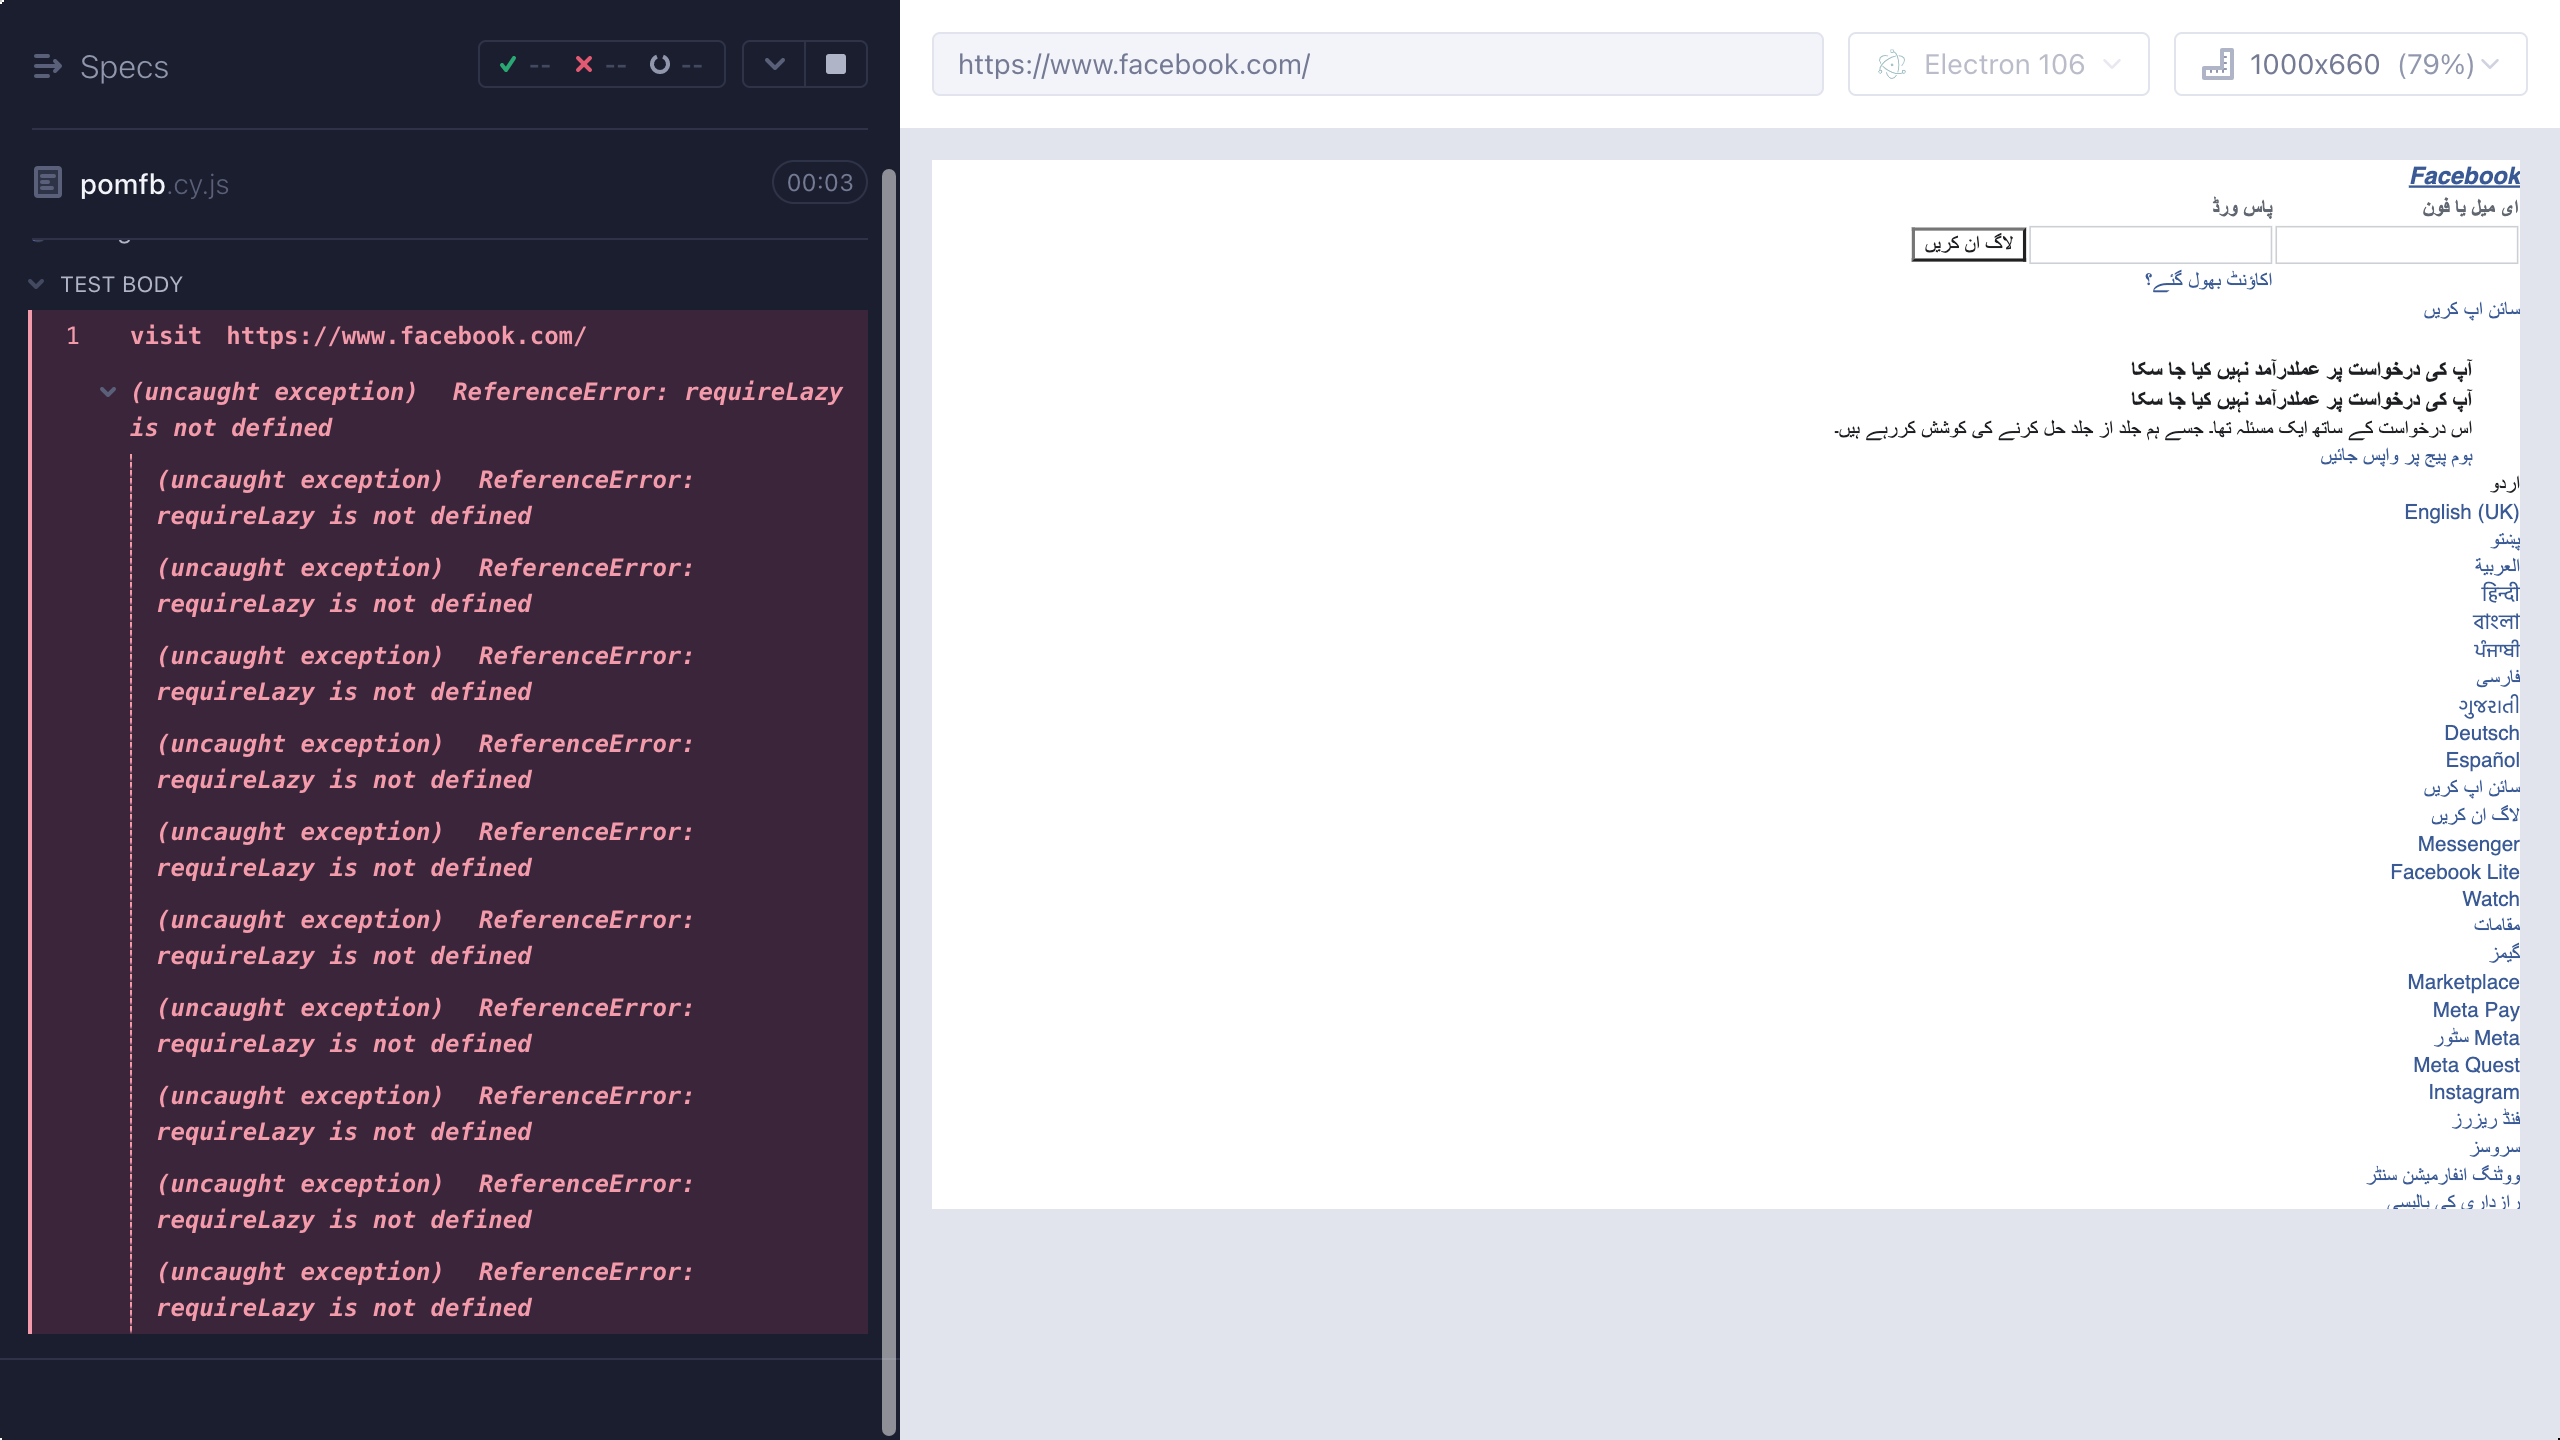 Specs
-- -- --
pomfb.cy.js
00:03
TEST BODY
1 visit https://www.facebook.com/
(uncaught exception) ReferenceError: requireLazy
is not defined
(uncaught exception) ReferenceError:
requireLazy is not defined
(uncaught exception) ReferenceError:
requireLazy is not defined
(uncaught exception) ReferenceError:
requireLazy is not defined
(uncaught exception) ReferenceError:
requireLazy is not defined
(uncaught exception) ReferenceError:
requireLazy is not defined
(uncaught exception) ReferenceError:
requireLazy is not defined
(uncaught exception) ReferenceError:
requireLazy is not defined
(uncaught exception) ReferenceError:
requireLazy is not defined
(uncaught exception) ReferenceError:
requireLazy is not defined
(uncaught exception) ReferenceError:
requireLazy is not defined
https://www.facebook.com/
Electron 106
1000x660 (79%)
Facebook
ای میل یا فون پاس ورڈ
لاگ ان کریں
اکاؤنٹ بھول گئے؟
سائن اپ کریں
آپ کی درخواست پر عملدرآمد نہیں کیا جا سکا
آپ کی درخواست پر عملدرآمد نہیں کیا جا سکا
اس درخواست کے ساتھ ایک مسئلہ تھا۔ جسے ہم جلد از جلد حل کرنے کی کوشش کررہے ہیں۔
ہوم پیج پر واپس جائیں
اردو
English (UK)
پښتو
العربية
हिन्दी
বাংলা
ਪੰਜਾਬੀ
فارسی
ગુજરાતી
Deutsch
Español
سائن اپ کریں
لاگ ان کریں
Messenger
Facebook Lite
Watch
مقامات
گیمز
Marketplace
Meta Pay
Meta سٹور
Meta Quest
Instagram
فنڈ ریزرز
سروسز
ووٹنگ انفارمیشن سنٹر
رازداری کی پالیسی